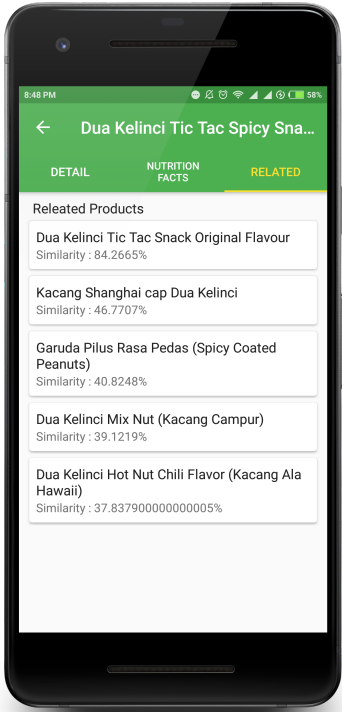 8:48 PM
58%
Dua Kelinci Tic Tac Spicy Sna...
DETAIL
NUTRITION
FACTS
RELATED
Releated Products
Dua Kelinci Tic Tac Snack Original Flavour
Similarity : 84.2665%
Kacang Shanghai cap Dua Kelinci
Similarity : 46.7707%
Garuda Pilus Rasa Pedas (Spicy Coated
Peanuts)
Similarity : 40.8248%
Dua Kelinci Mix Nut (Kacang Campur)
Similarity : 39.1219%
Dua Kelinci Hot Nut Chili Flavor (Kacang Ala
Hawaii)
Similarity : 37.837900000000005%